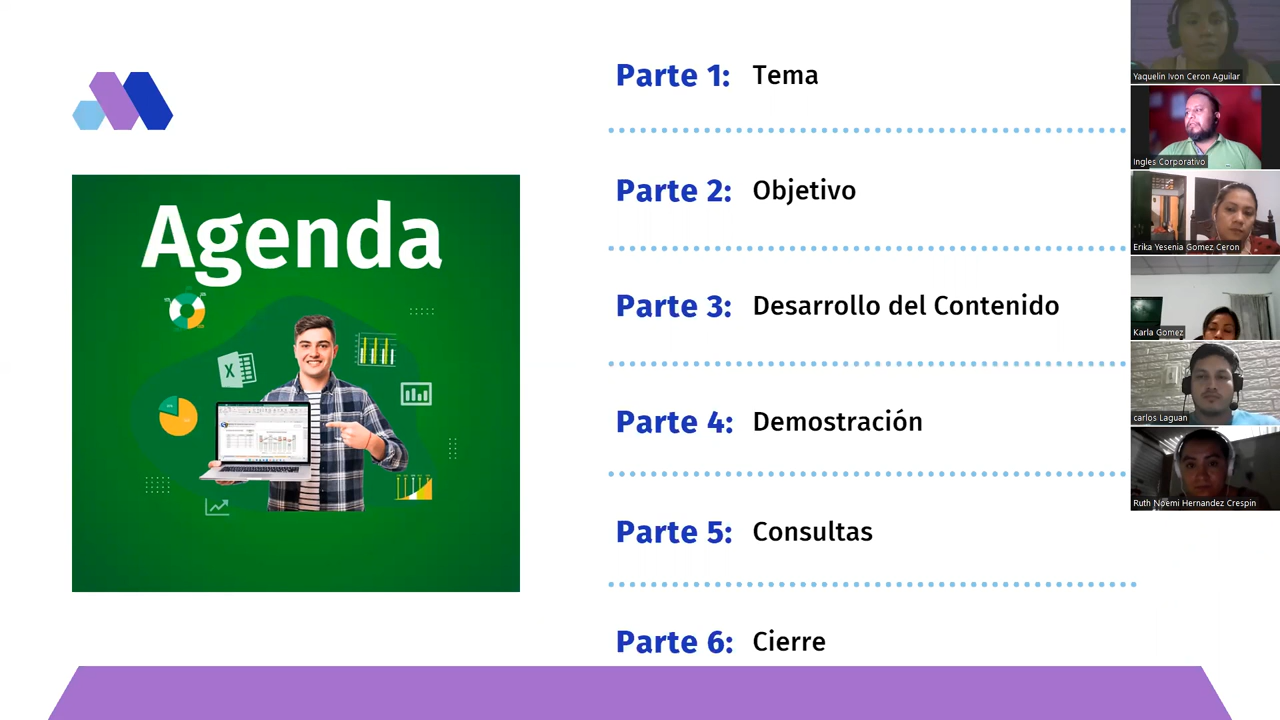 Agenda
X
Parte 1: Tema
Parte 2: Objetivo
Parte 3: Desarrollo del Contenido
Parte 4: Demostración
Parte 5: Consultas
Parte 6: Cierre
Yaquelin Ivon Ceron Aguilar
Ingles Corporativo
Erika Yesenia Gomez Ceron
Karla Gomez
carlos Laguan
Ruth Noemi Hernandez Crespin